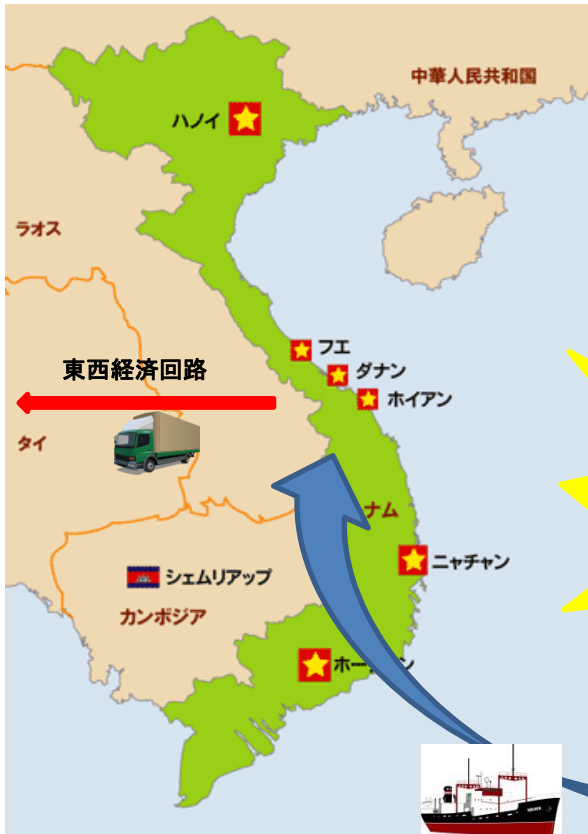 中華人民共和国
ハノイ
ラオス
フエ
東西経済回路
ダナン
ホイアン
タイ
ナム
ニャチャン
シェムリアップ
カンボジア